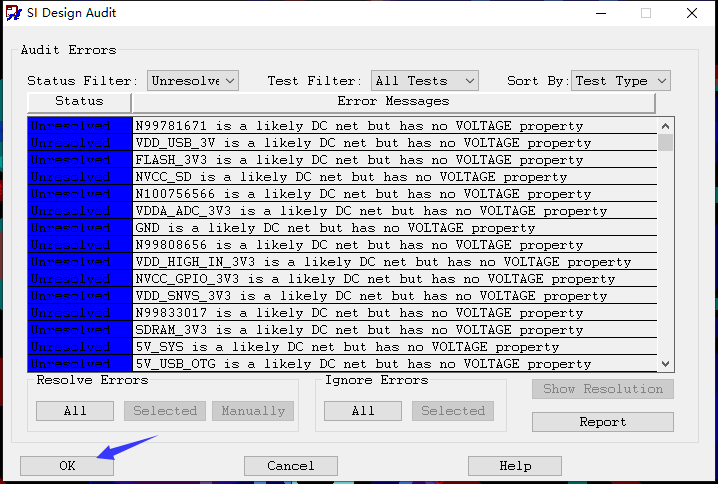 SI Design Audit
Audit Errors
Status Filter: Unresolve Test Filter: All Tests Sort By: Test Type
Status Error Messages
Unresolved N99781671 is a likely DC net but has no VOLTAGE property
Unresolved VDD_USB_3V is a likely DC net but has no VOLTAGE property
Unresolved FLASH_3V3 is a likely DC net but has no VOLTAGE property
Unresolved NVCC_SD is a likely DC net but has no VOLTAGE property
Unresolved N100756566 is a likely DC net but has no VOLTAGE property
Unresolved VDDA_ADC_3V3 is a likely DC net but has no VOLTAGE property
Unresolved GND is a likely DC net but has no VOLTAGE property
Unresolved N99808656 is a likely DC net but has no VOLTAGE property
Unresolved VDD_HIGH_IN_3V3 is a likely DC net but has no VOLTAGE property
Unresolved NVCC_GPIO_3V3 is a likely DC net but has no VOLTAGE property
Unresolved VDD_SNVS_3V3 is a likely DC net but has no VOLTAGE property
Unresolved N99833017 is a likely DC net but has no VOLTAGE property
Unresolved SDRAM_3V3 is a likely DC net but has no VOLTAGE property
Unresolved 5V_SYS is a likely DC net but has no VOLTAGE property
Unresolved 5V_USB_OTG is a likely DC net but has no VOLTAGE property
Resolve Errors Ignore Errors
Show Resolution
All Selected Manually All Selected
Report
OK Cancel Help